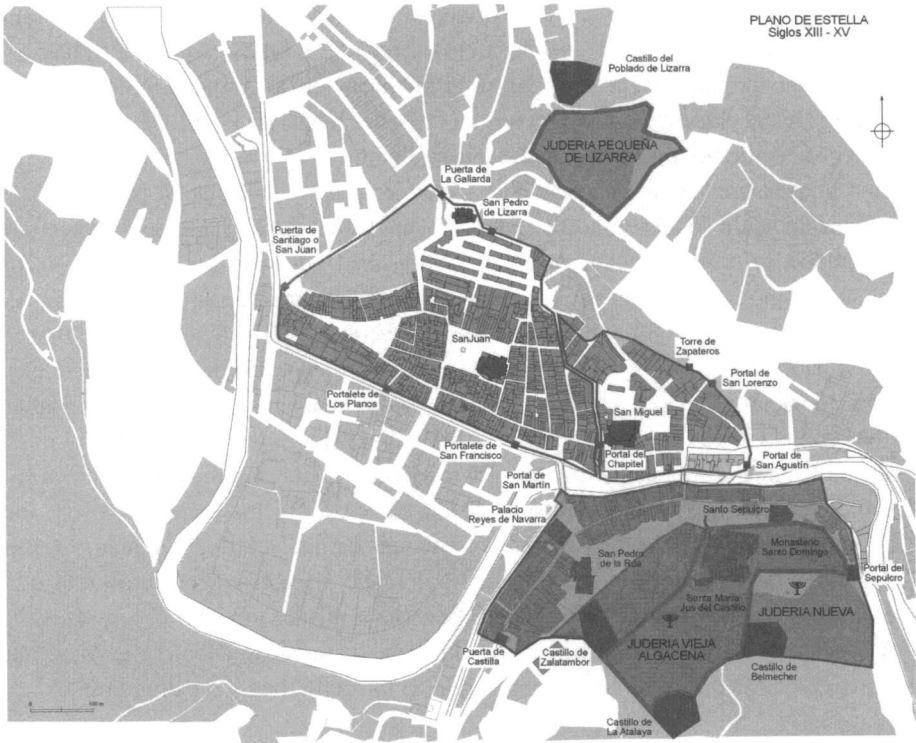 PLANO DE ESTELLA
Siglos XIII - XV
Castillo del
Poblado de Lizarra
JUDERIA PEQUEÑA
DE LIZARRA
Puerta de
La Gallarda
San Pedro
de Lizarra
Puerta de
Santiago o
San Juan
SanJuan
Torre de
Zapateros
Portal de
San Lorenzo
Portalete de
Los Planos
San Miguel
Portalete de
San Francisco
Portal de
Chapitel
Portal de
San Agustín
Portal de
San Martín
Palacio
Reyes de Navarra
Santo Sepulcro
San Pedro
de la Rúa
Monasterio
Santo Domingo
Portal del
Sepulcro
Santa María
Jus del Castillo
JUDERIA NUEVA
JUDERIA VIEJA
ALGACENA
Puerta de
Castilla
Castillo de
Zalatambor
Castillo de
Belmecher
Castillo de
La Atalaya
0 100 m